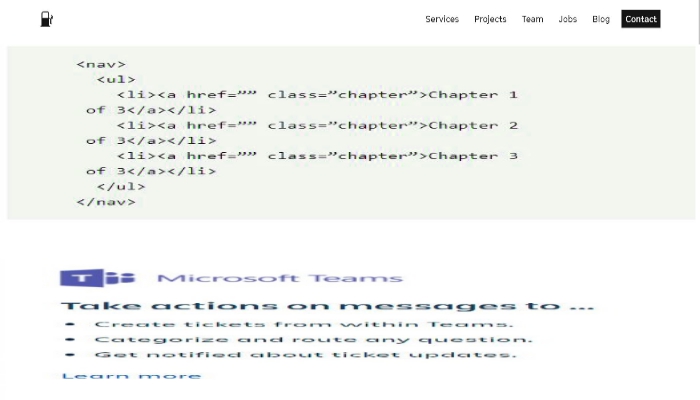 Services Projects Team Jobs Blog Contact
<nav>
<ul>
<li><a href=”” class=”chapter”>Chapter 1
of 3</a></li>
<li><a href=”” class=”chapter”>Chapter 2
of 3</a></li>
<li><a href=”” class=”chapter”>Chapter 3
of 3</a></li>
</ul>
</nav>
T Microsoft Teams
Take actions on messages to ...
• Create tickets from within Teams.
• Categorize and route any question.
• Get notified about ticket updates.
Learn more